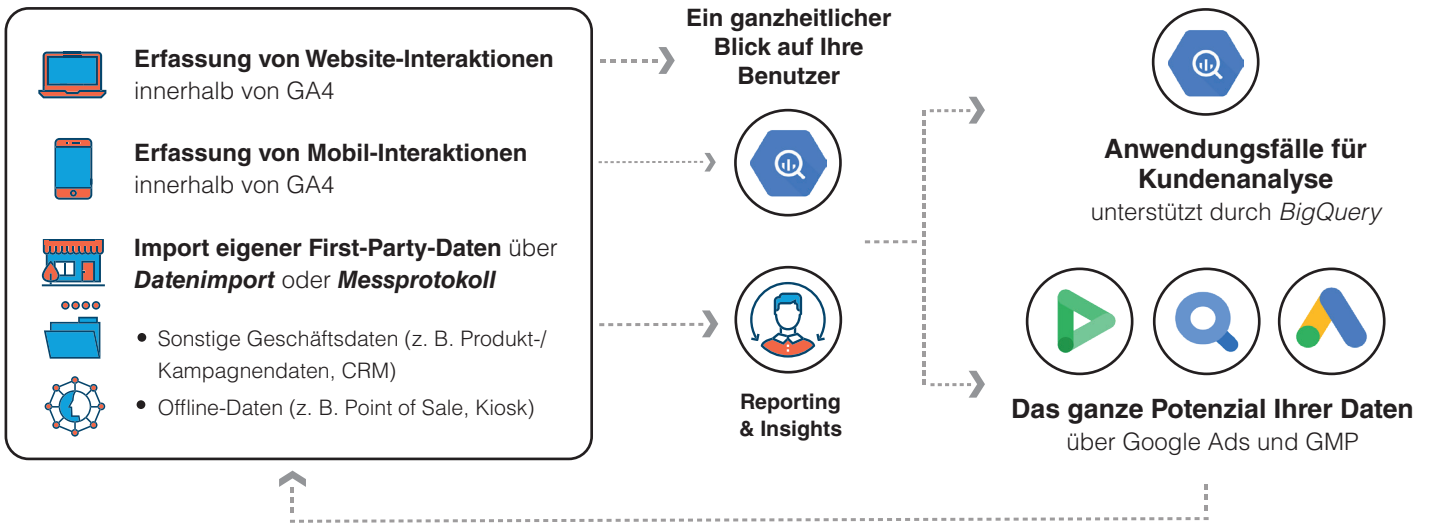 Erfassung von Website-Interaktionen
innerhalb von GA4
Erfassung von Mobil-Interaktionen
innerhalb von GA4
Import eigener First-Party-Daten über
Datenimport oder Messprotokoll
• Sonstige Geschäftsdaten (z. B. Produkt-/
Kampagnendaten, CRM)
• Offline-Daten (z. B. Point of Sale, Kiosk)
Ein ganzheitlicher
Blick auf Ihre
Benutzer
Reporting
& Insights
Anwendungsfälle für
Kundenanalyse
unterstützt durch BigQuery
Das ganze Potenzial Ihrer Daten
über Google Ads und GMP